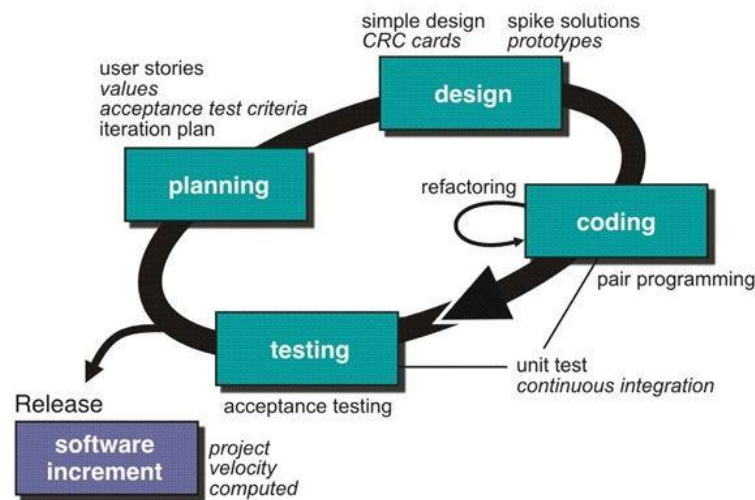 simple design
CRC cards
spike solutions
prototypes
user stories
values
acceptance test criteria
iteration plan
design
planning
refactoring
coding
pair programming
testing
unit test
continuous integration
acceptance testing
Release
software
increment
project
velocity
computed